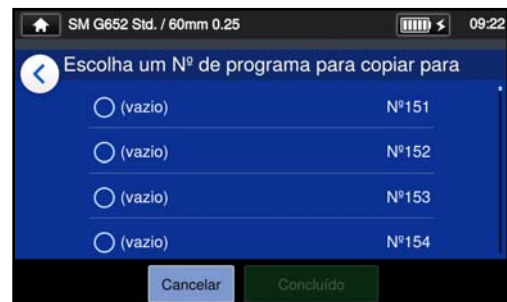 SM G652 Std. / 60mm 0.25 09:22
Escolha um Nº de programa para copiar para
(vazio) Nº151
(vazio) Nº152
(vazio) Nº153
(vazio) Nº154
Cancelar Concluído